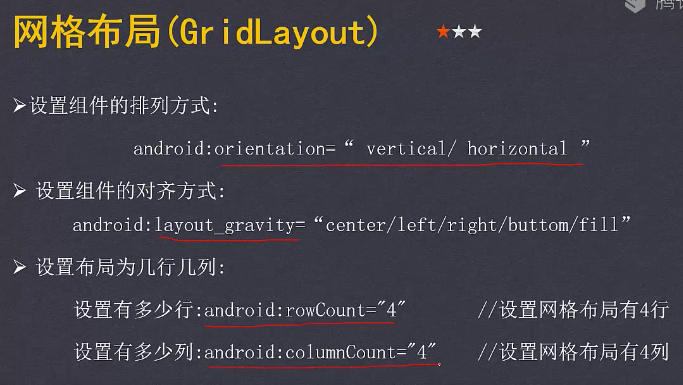 网格布局(GridLayout)
➢设置组件的排列方式:
android:orientation=“ vertical/ horizontal ”
➢ 设置组件的对齐方式:
android:layout_gravity=“center/left/right/buttom/fill”
➢ 设置布局为几行几列:
设置有多少行:android:rowCount="4" //设置网格布局有4行
设置有多少列:android:columnCount="4" //设置网格布局有4列